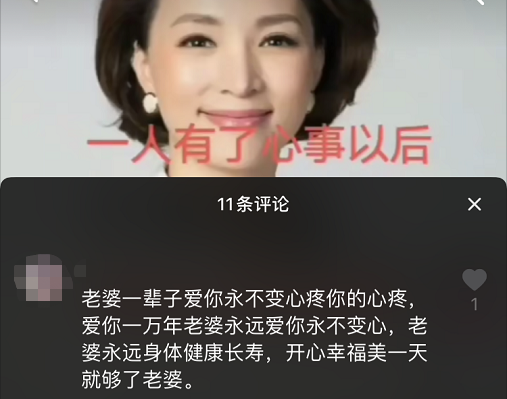 一人有了心事以后
11条评论
老婆一辈子爱你永不变心疼你的心疼，
爱你一万年老婆永远爱你永不变心，老
婆永远身体健康长寿，开心幸福美一天
就够了老婆。
1